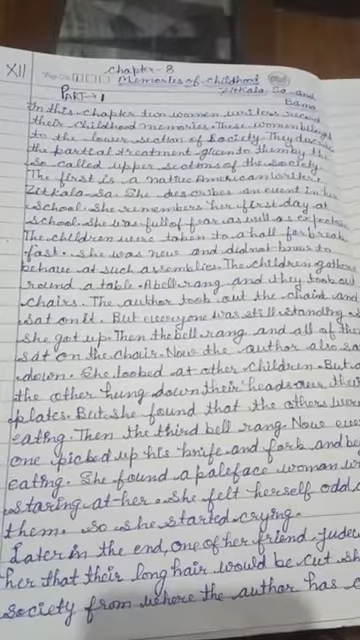 XII
Chapter - 8
Memories of Childhood
Zitkala-Sa and
Bama
PART → 1
In this chapter two women writers record
their childhood memories. These women belong
to the lower section of society. They
the partial treatment given to them by the
so called upper sections of the society.
The first is a native American writer
Zitkala-Sa. She describes an event in her
school. She remembers her first day at
school. She was full of fear as well as
The children were taken to a hall for break
fast. She was new and did not know to
behave at such assemblies. The children gathere
round a table. A bell rang and they took out
chairs. The author took out the chair and
sat on it. But everyone was still standing. s
she got up. Then the bell rang and all of the
sat on the chair. Now the author also sa
down. She looked at other children. But
the other hung down their heads over their
plates. But she found that the others were
eating. Then the third bell rang. Now eve
one picked up his knife and fork and be
eating. She found a paleface woman w
staring at her. She felt herself odd
them. So she started crying.
Later in the end, one of her friend Judew
her that their long hair would be cut sh
society from where the author has c